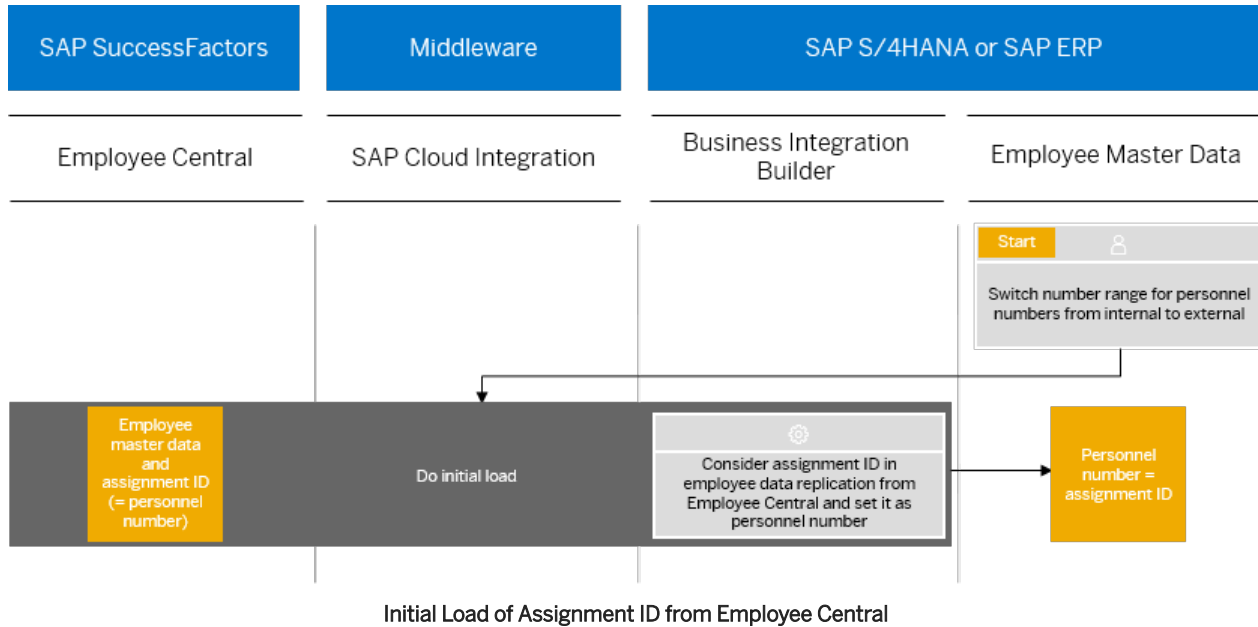 SAP SuccessFactors
Middleware
SAP S/4HANA or SAP ERP
Employee Central
SAP Cloud Integration
Business Integration
Builder
Employee Master Data
Start
Switch number range for personnel
numbers from internal to external
Employee
master data
and
assignment ID
(= personnel
number)
Do initial load
Consider assignment ID in
employee data replication from
Employee Central and set it as
personnel number
Personnel
number =
assignment ID
Initial Load of Assignment ID from Employee Central